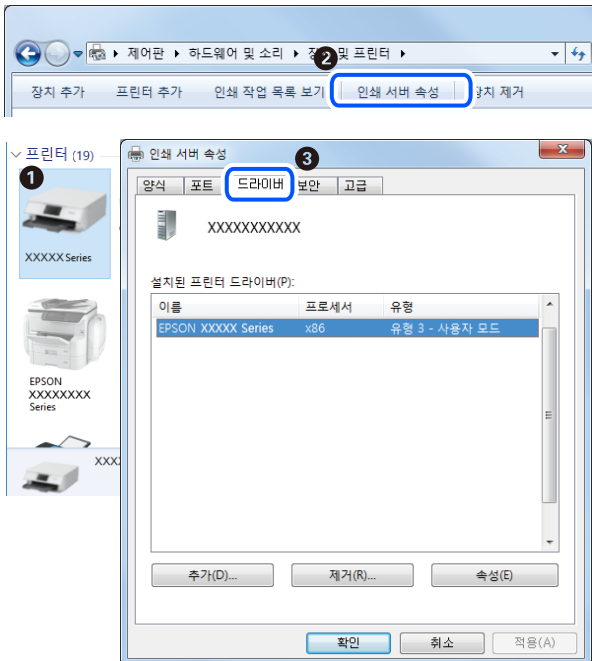 ▶ 제어판 ▶ 하드웨어 및 소리 ▶ 및 프린터 ▶
2
장치 추가 프린터 추가 인쇄 작업 목록 보기 인쇄 서버 속성 장치 제거
프린터 (19)
1
XXXXX Series
EPSON
XXXXXXXX
Series
인쇄 서버 속성
3
양식 포트 드라이버 보안 고급
XXXXXXXXXXX
설치된 프린터 드라이버(P):
이름 프로세서 유형
EPSON XXXXX Series x86 유형 3 - 사용자 모드
추가(D)... 제거(R)... 속성(E)
확인 취소 적용(A)